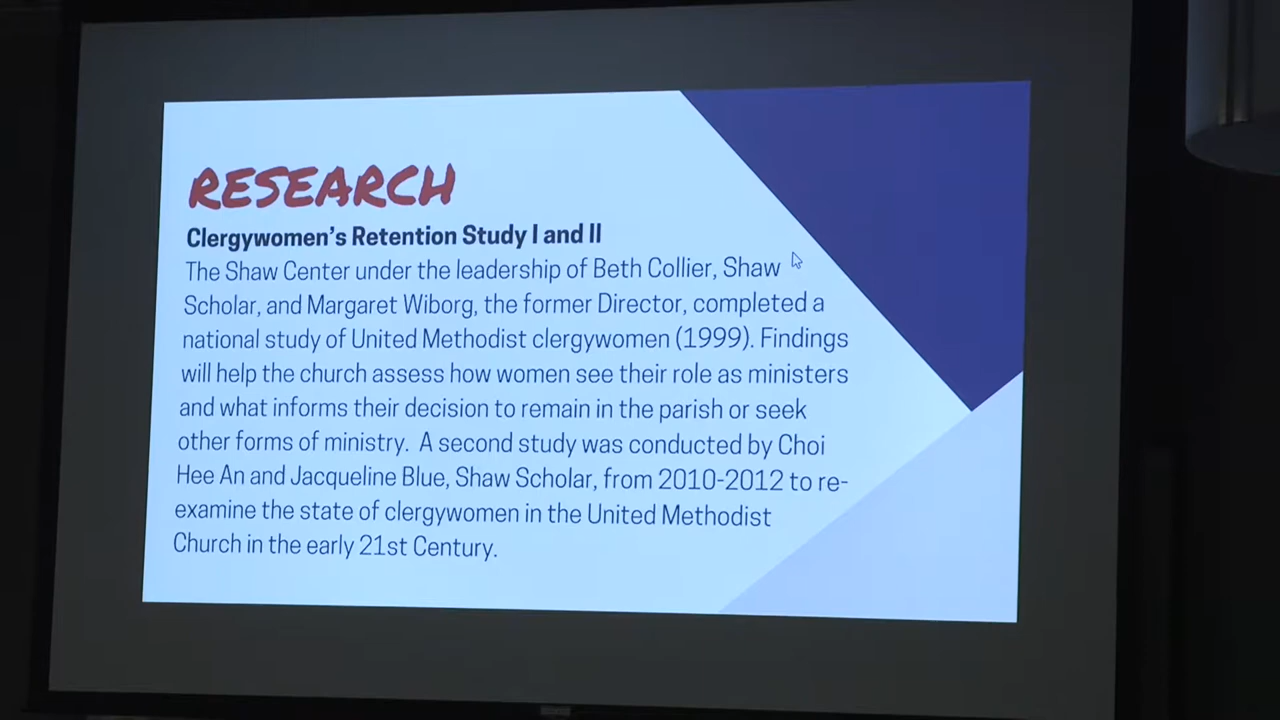 RESEARCH
Clergywomen's Retention Study I and II
The Shaw Center under the leadership of Beth Collier, Shaw
Scholar, and Margaret Wiborg, the former Director, completed a
national study of United Methodist clergywomen (1999). Findings
will help the church assess how women see their role as ministers
and what informs their decision to remain in the parish or seek
other forms of ministry.  A second study was conducted by Choi
Hee An and Jacqueline Blue, Shaw Scholar, from 2010-2012 to re-
examine the state of clergywomen in the United Methodist
Church in the early 21st Century.